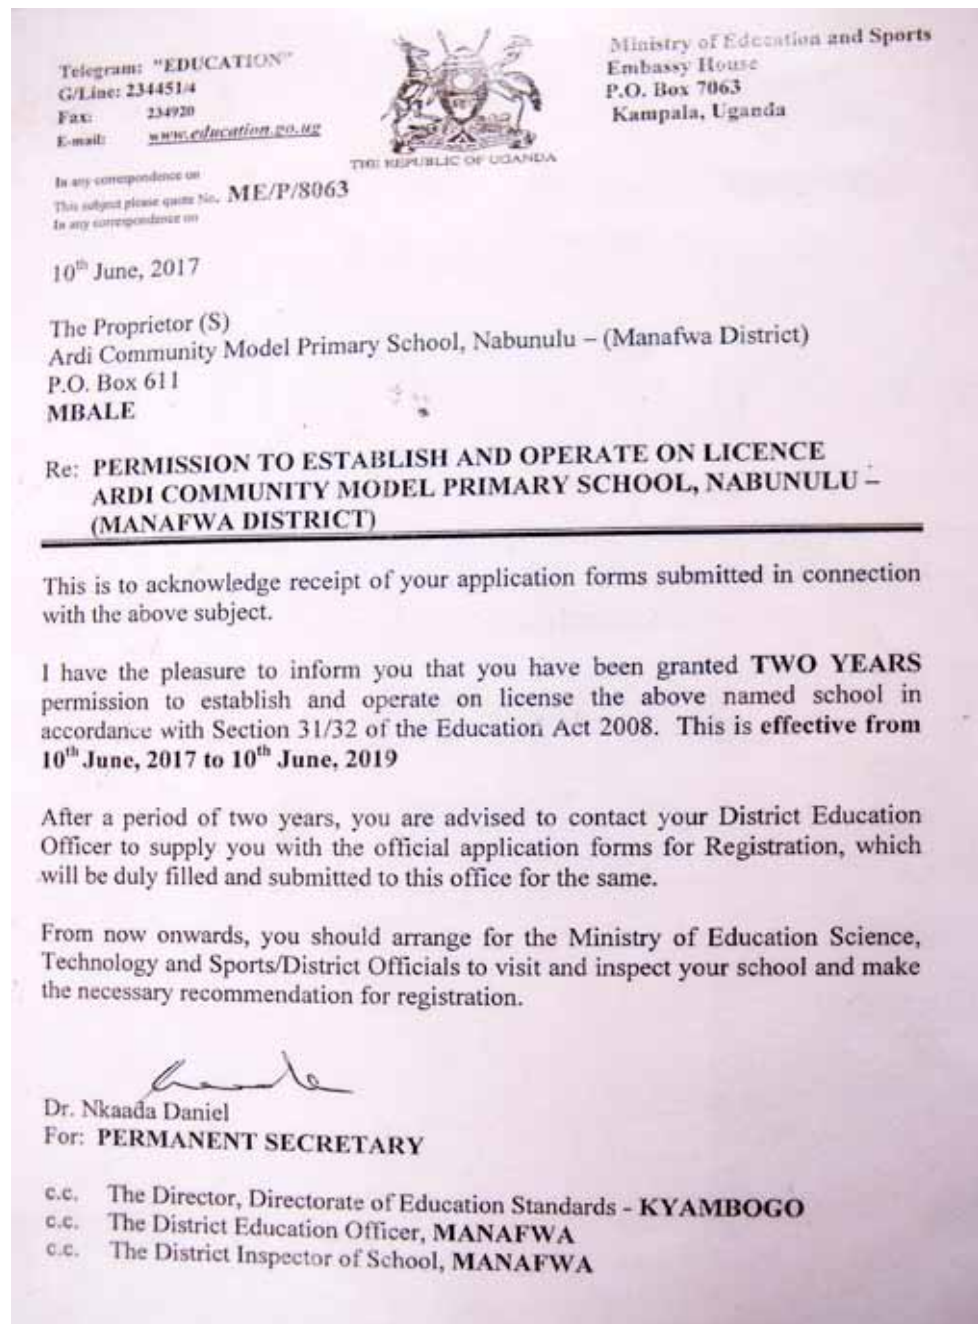 Telegram: "EDUCATION"
G/Line: 234451/4
Fax: 234920
E-mail: www.education.go.ug
Ministry of Education and Sports
Embassy House
P.O. Box 7063
Kampala, Uganda
THE REPUBLIC OF UGANDA
In any correspondence on
This subject please quote No. ME/P/8063
In any correspondence on
10th June, 2017
The Proprietor (S)
Ardi Community Model Primary School, Nabunulu – (Manafwa District)
P.O. Box 611
MBALE
Re: PERMISSION TO ESTABLISH AND OPERATE ON LICENCE
ARDI COMMUNITY MODEL PRIMARY SCHOOL, NABUNULU –
(MANAFWA DISTRICT)
This is to acknowledge receipt of your application forms submitted in connection
with the above subject.
I have the pleasure to inform you that you have been granted TWO YEARS
permission to establish and operate on license the above named school in
accordance with Section 31/32 of the Education Act 2008. This is effective from
10th June, 2017 to 10th June, 2019
After a period of two years, you are advised to contact your District Education
Officer to supply you with the official application forms for Registration, which
will be duly filled and submitted to this office for the same.
From now onwards, you should arrange for the Ministry of Education Science,
Technology and Sports/District Officials to visit and inspect your school and make
the necessary recommendation for registration.
Dr. Nkaada Daniel
For: PERMANENT SECRETARY
c.c. The Director, Directorate of Education Standards - KYAMBOGO
c.c. The District Education Officer, MANAFWA
c.c. The District Inspector of School, MANAFWA